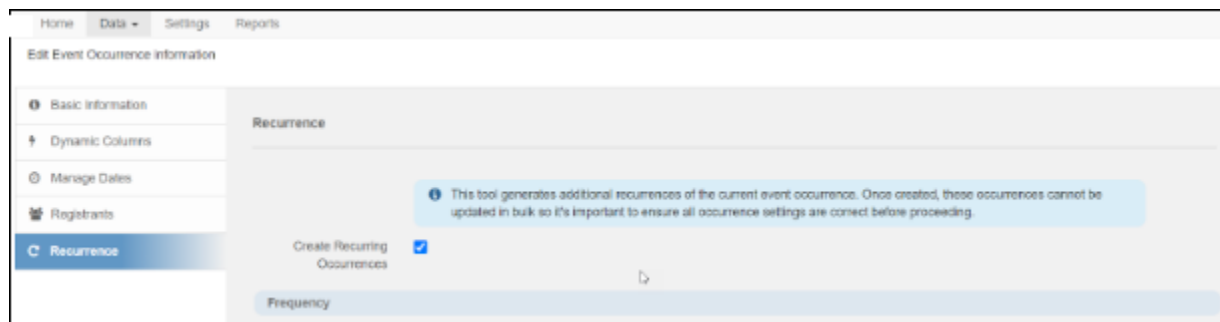 Home Data Settings Reports
Edit Event Occurrence Information
Basic Information
Dynamic Columns
Manage Dates
Registrants
Recurrence
Recurrence
This tool generates additional recurrences of the current event occurrence. Once created, these occurrences cannot be
updated in bulk so it's important to ensure all occurrence settings are correct before proceeding.
Create Recurring
Occurrences
Frequency